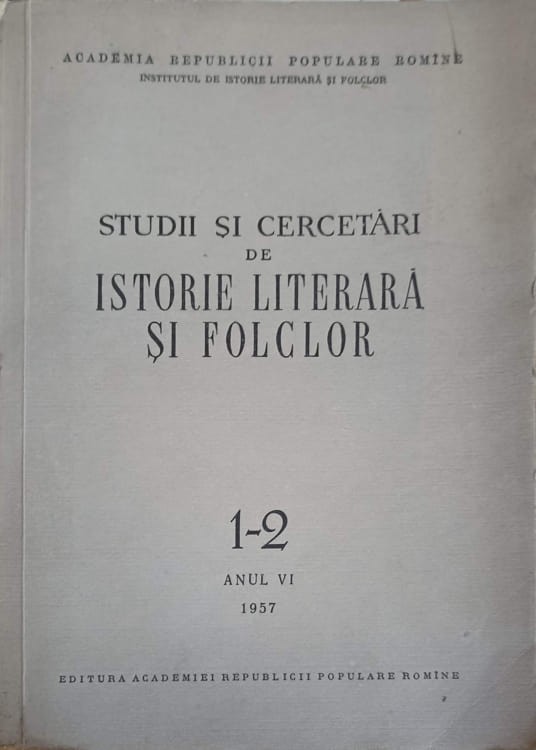 ACADEMIA REPUBLICII POPULARE ROMÎNE
INSTITUTUL DE ISTORIE LITERARĂ ȘI FOLCLOR
STUDII ȘI CERCETĂRI
DE
ISTORIE LITERARĂ
ȘI FOLCLOR
1-2
ANUL VI
1957
EDITURA ACADEMIEI REPUBLICII POPULARE ROMÎNE